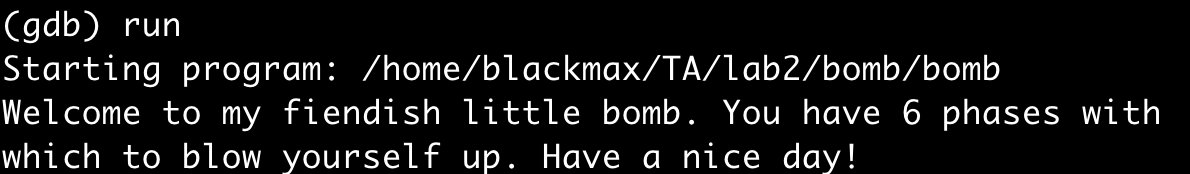 (gdb) run
Starting program: /home/blackmax/TA/lab2/bomb/bomb
Welcome to my fiendish little bomb. You have 6 phases with
which to blow yourself up. Have a nice day!